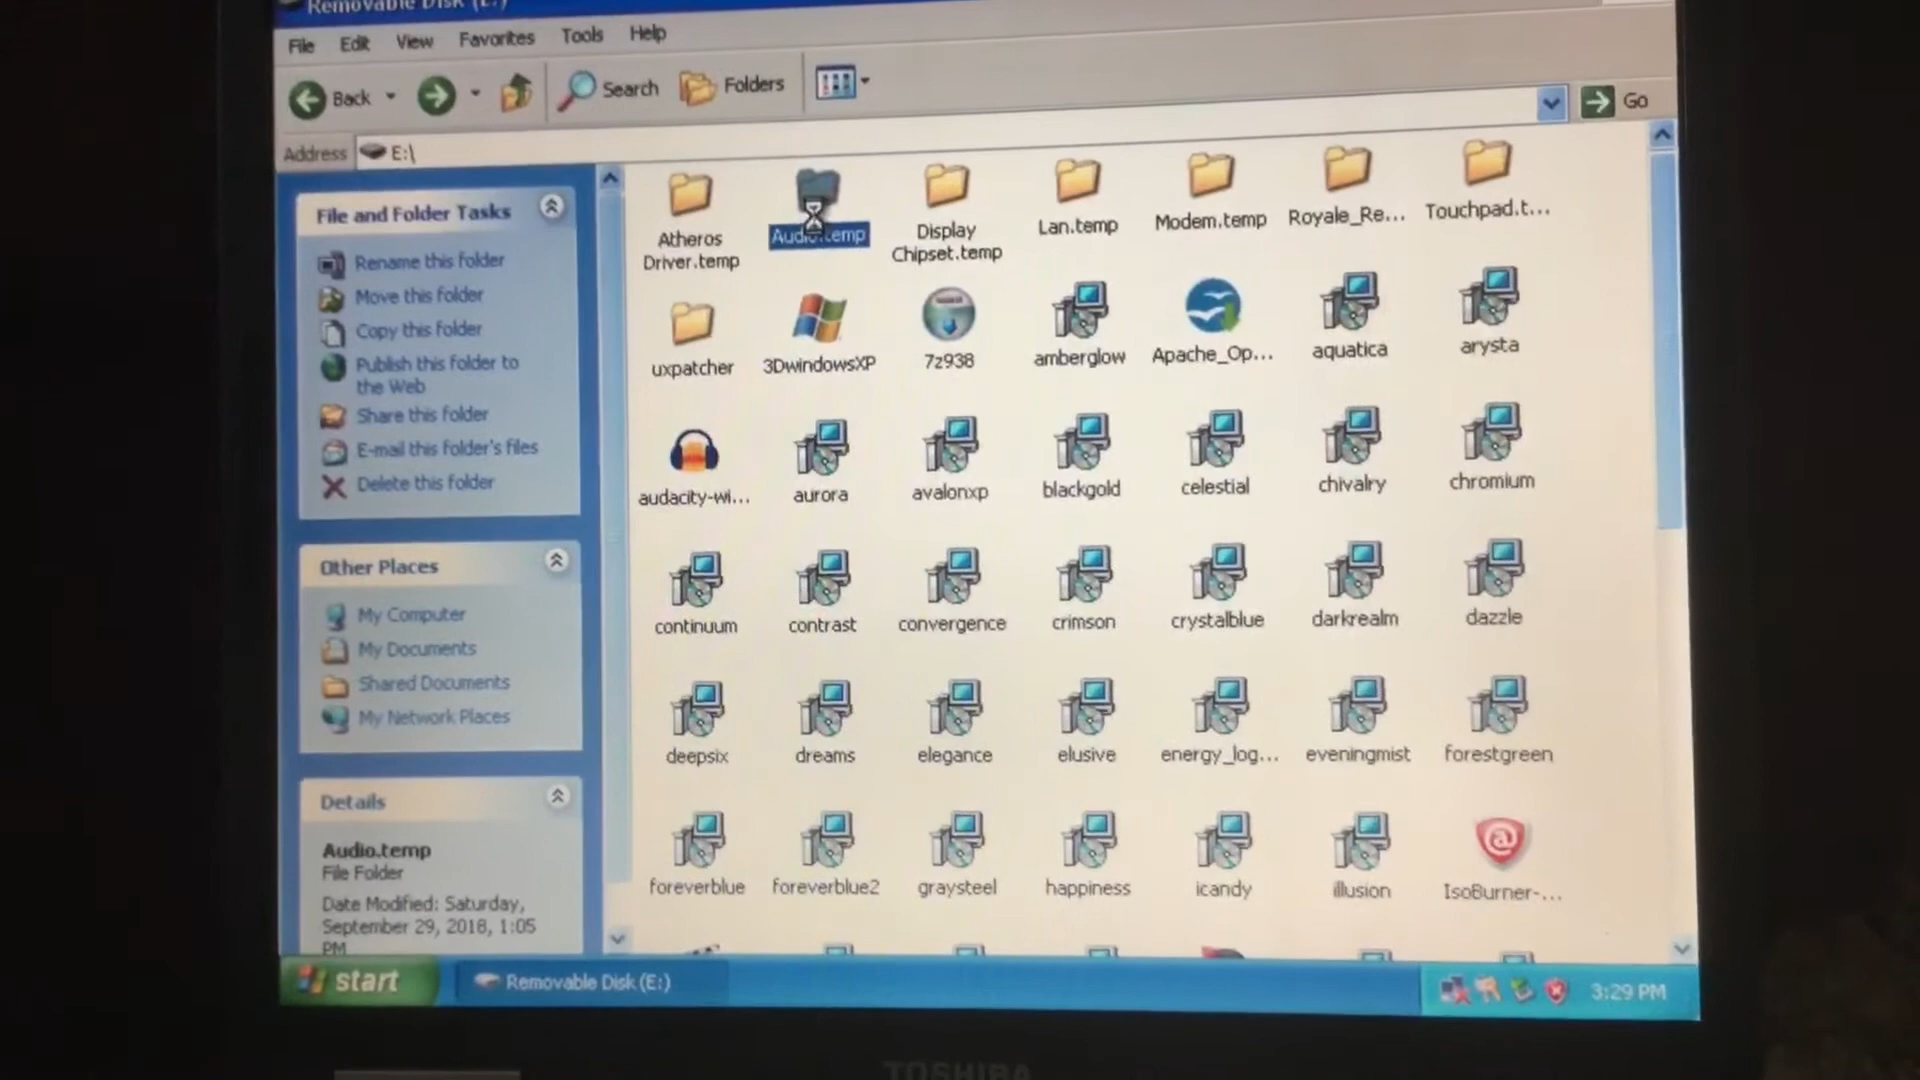 Removable Disk (E:)
File Edit View Favorites Tools Help
Back Search Folders
Address E:\ Go
File and Folder Tasks
Rename this folder
Move this folder
Copy this folder
Publish this folder to
the Web
Share this folder
E-mail this folder's files
Delete this folder
Other Places
My Computer
My Documents
Shared Documents
My Network Places
Details
Audio.temp
File Folder
Date Modified: Saturday,
September 29, 2018, 1:05
PM
Atheros
Driver.temp
Audio.temp
Display
Chipset.temp
Lan.temp
Modem.temp
Royale_Re...
Touchpad.t...
uxpatcher
3DwindowsXP
7z938
amberglow
Apache_Op...
aquatica
arysta
audacity-wi...
aurora
avalonxp
blackgold
celestial
chivalry
chromium
continuum
contrast
convergence
crimson
crystalblue
darkrealm
dazzle
deepsix
dreams
elegance
elusive
energy_log...
eveningmist
forestgreen
foreverblue
foreverblue2
graysteel
happiness
icandy
illusion
IsoBurner-...
start
Removable Disk (E:)
3:29 PM
TOSHIBA